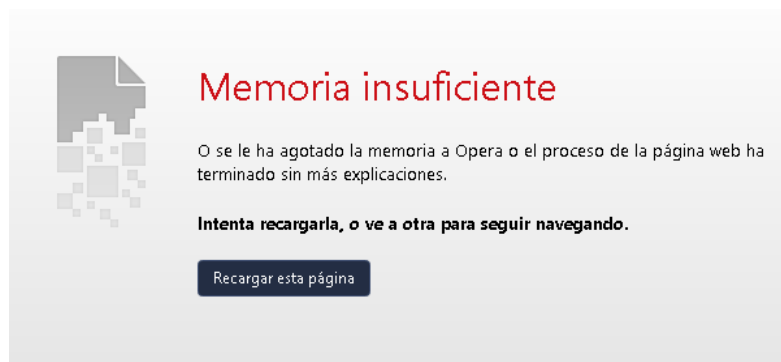 Memoria insuficiente
O se le ha agotado la memoria a Opera o el proceso de la página web ha
terminado sin más explicaciones.
Intenta recargarla, o ve a otra para seguir navegando.
Recargar esta página